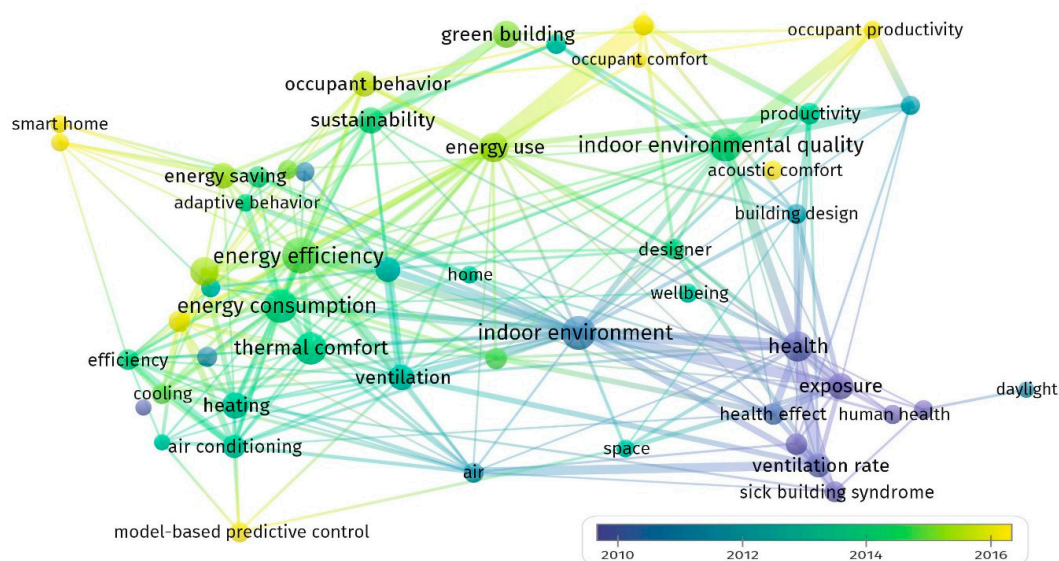 green building
occupant productivity
occupant comfort
occupant behavior
smart home
sustainability
productivity
energy use
indoor environmental quality
energy saving
acoustic comfort
adaptive behavior
building design
energy efficiency
designer
home
wellbeing
energy consumption
indoor environment
thermal comfort
health
efficiency
ventilation
exposure
daylight
cooling
heating
health effect
human health
air conditioning
space
air
ventilation rate
sick building syndrome
model-based predictive control
2010
2012
2014
2016